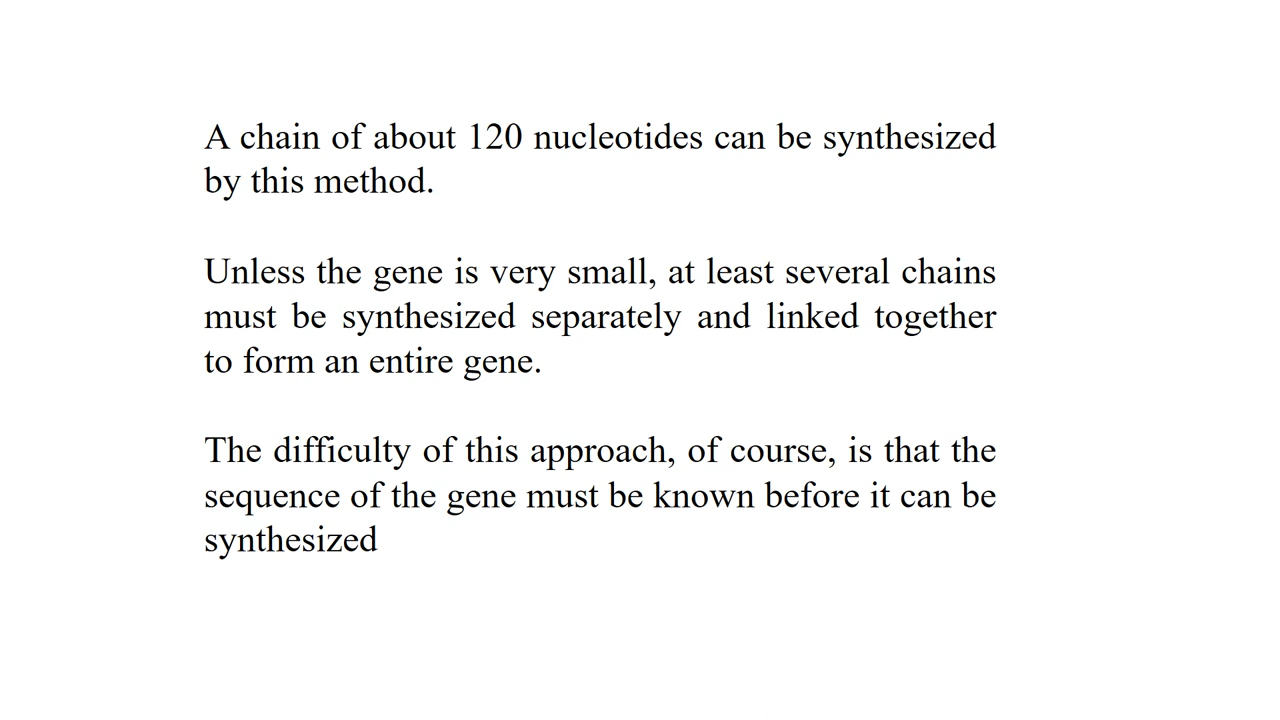 A chain of about 120 nucleotides can be synthesized
by this method.
Unless the gene is very small, at least several chains
must be synthesized separately and linked together
to form an entire gene.
The difficulty of this approach, of course, is that the
sequence of the gene must be known before it can be
synthesized